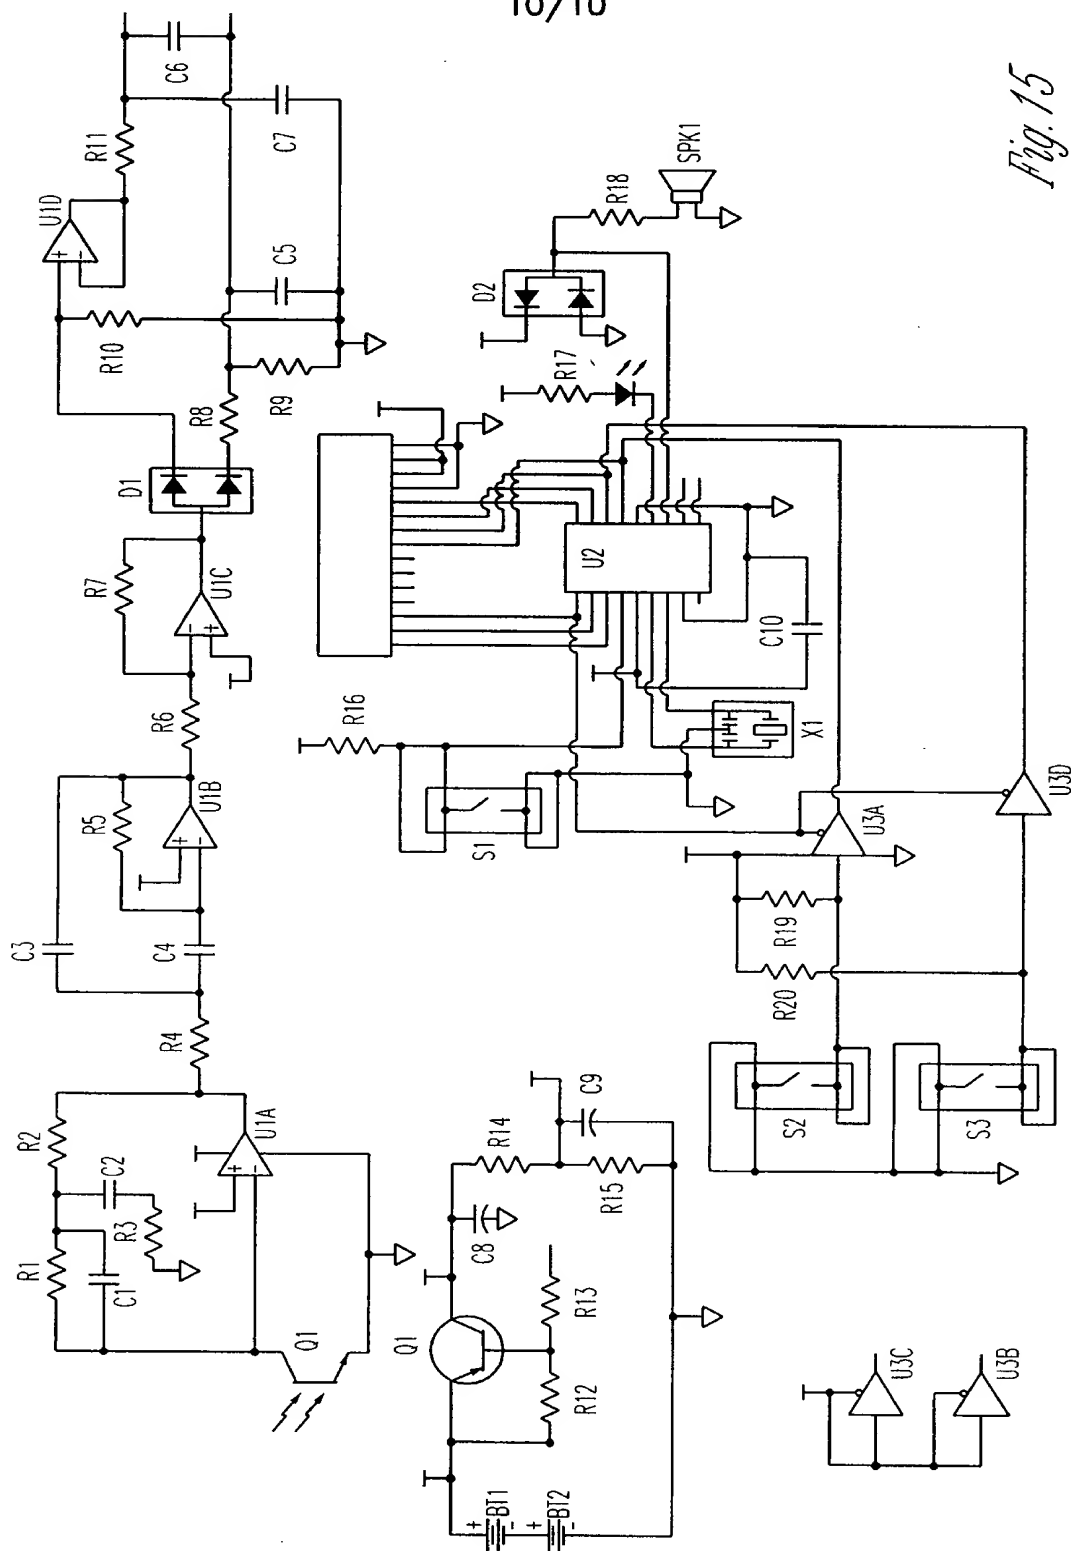 10/10
C6
R11
C7
U1D
+
-
C5
R10
R9
R8
D1
R7
U1C
-
+
R6
C3
R5
U1B
+
-
C4
R4
R2
C2
R3
R1
C1
U1A
+
-
Q1
SPK1
R18
D2
R17
U2
C10
R16
S1
X1
U3A
U3D
R19
R20
S2
S3
Q1
C8
R14
C9
R15
R13
R12
+
BT1
-
+
BT2
-
U3C
U3B
Fig. 15